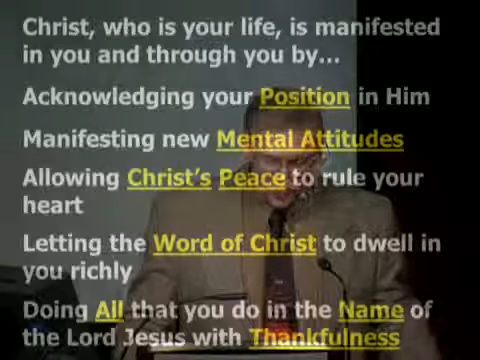 Christ, who is your life, is manifested
in you and through you by...
Acknowledging your Position in Him
Manifesting new Mental Attitudes
Allowing Christ's Peace to rule your
heart
Letting the Word of Christ to dwell in
you richly
Doing All that you do in the Name of
the Lord Jesus with Thankfulness